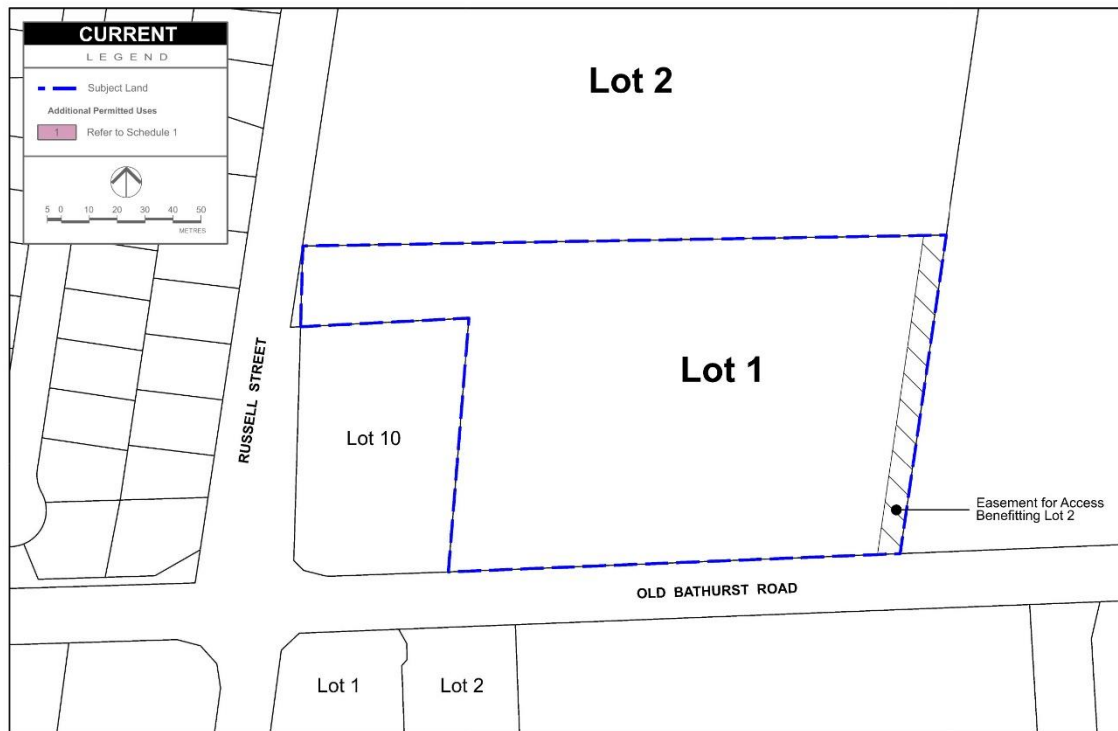 CURRENT
LEGEND
Subject Land
Additional Permitted Uses
1 Refer to Schedule 1
5 0 10 20 30 40 50
METRES
Lot 2
Lot 1
RUSSELL STREET
Lot 10
Easement for Access
Benefitting Lot 2
OLD BATHURST ROAD
Lot 1
Lot 2